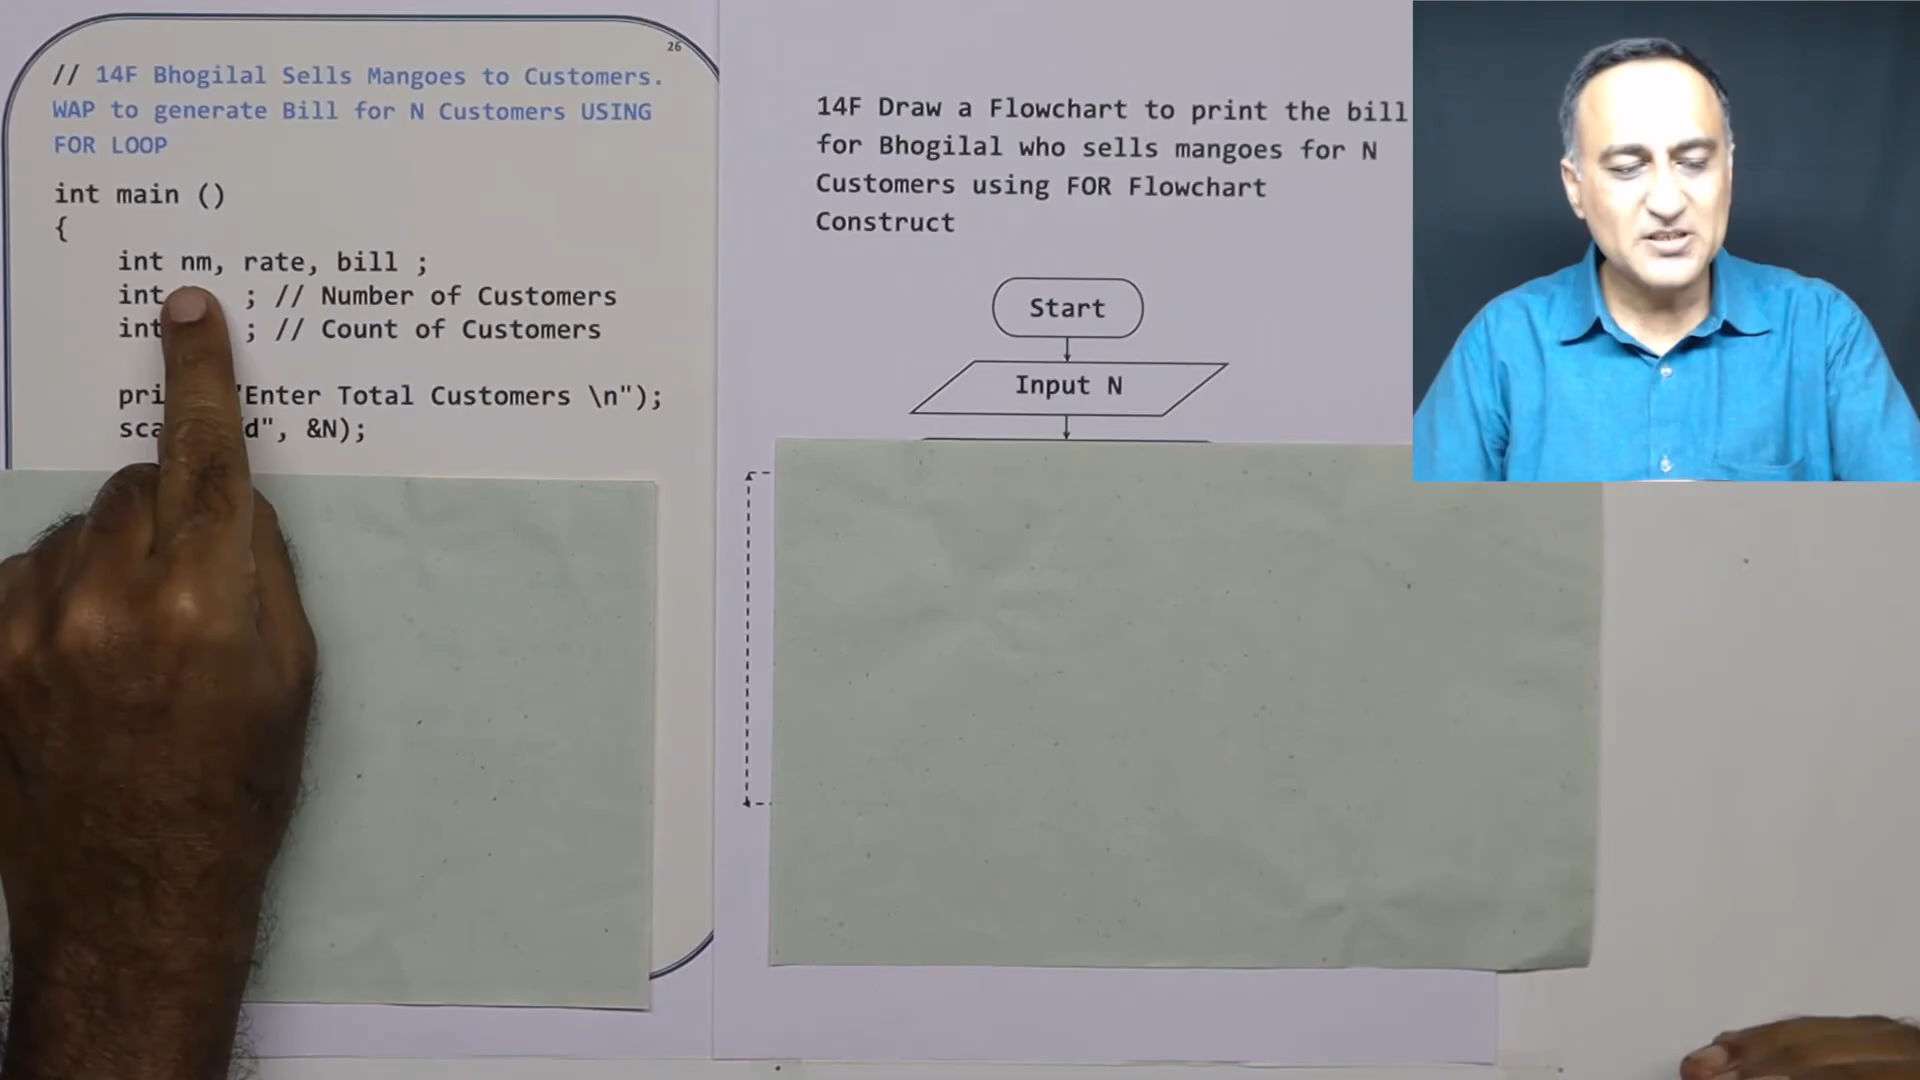 26
// 14F Bhogilal Sells Mangoes to Customers.
WAP to generate Bill for N Customers USING
FOR LOOP
int main ()
{
int nm, rate, bill ;
int ; // Number of Customers
int ; // Count of Customers
"Enter Total Customers \n");
d", &N);
14F Draw a Flowchart to print the bill
for Bhogilal who sells mangoes for N
Customers using FOR Flowchart
Construct
Start
Input N